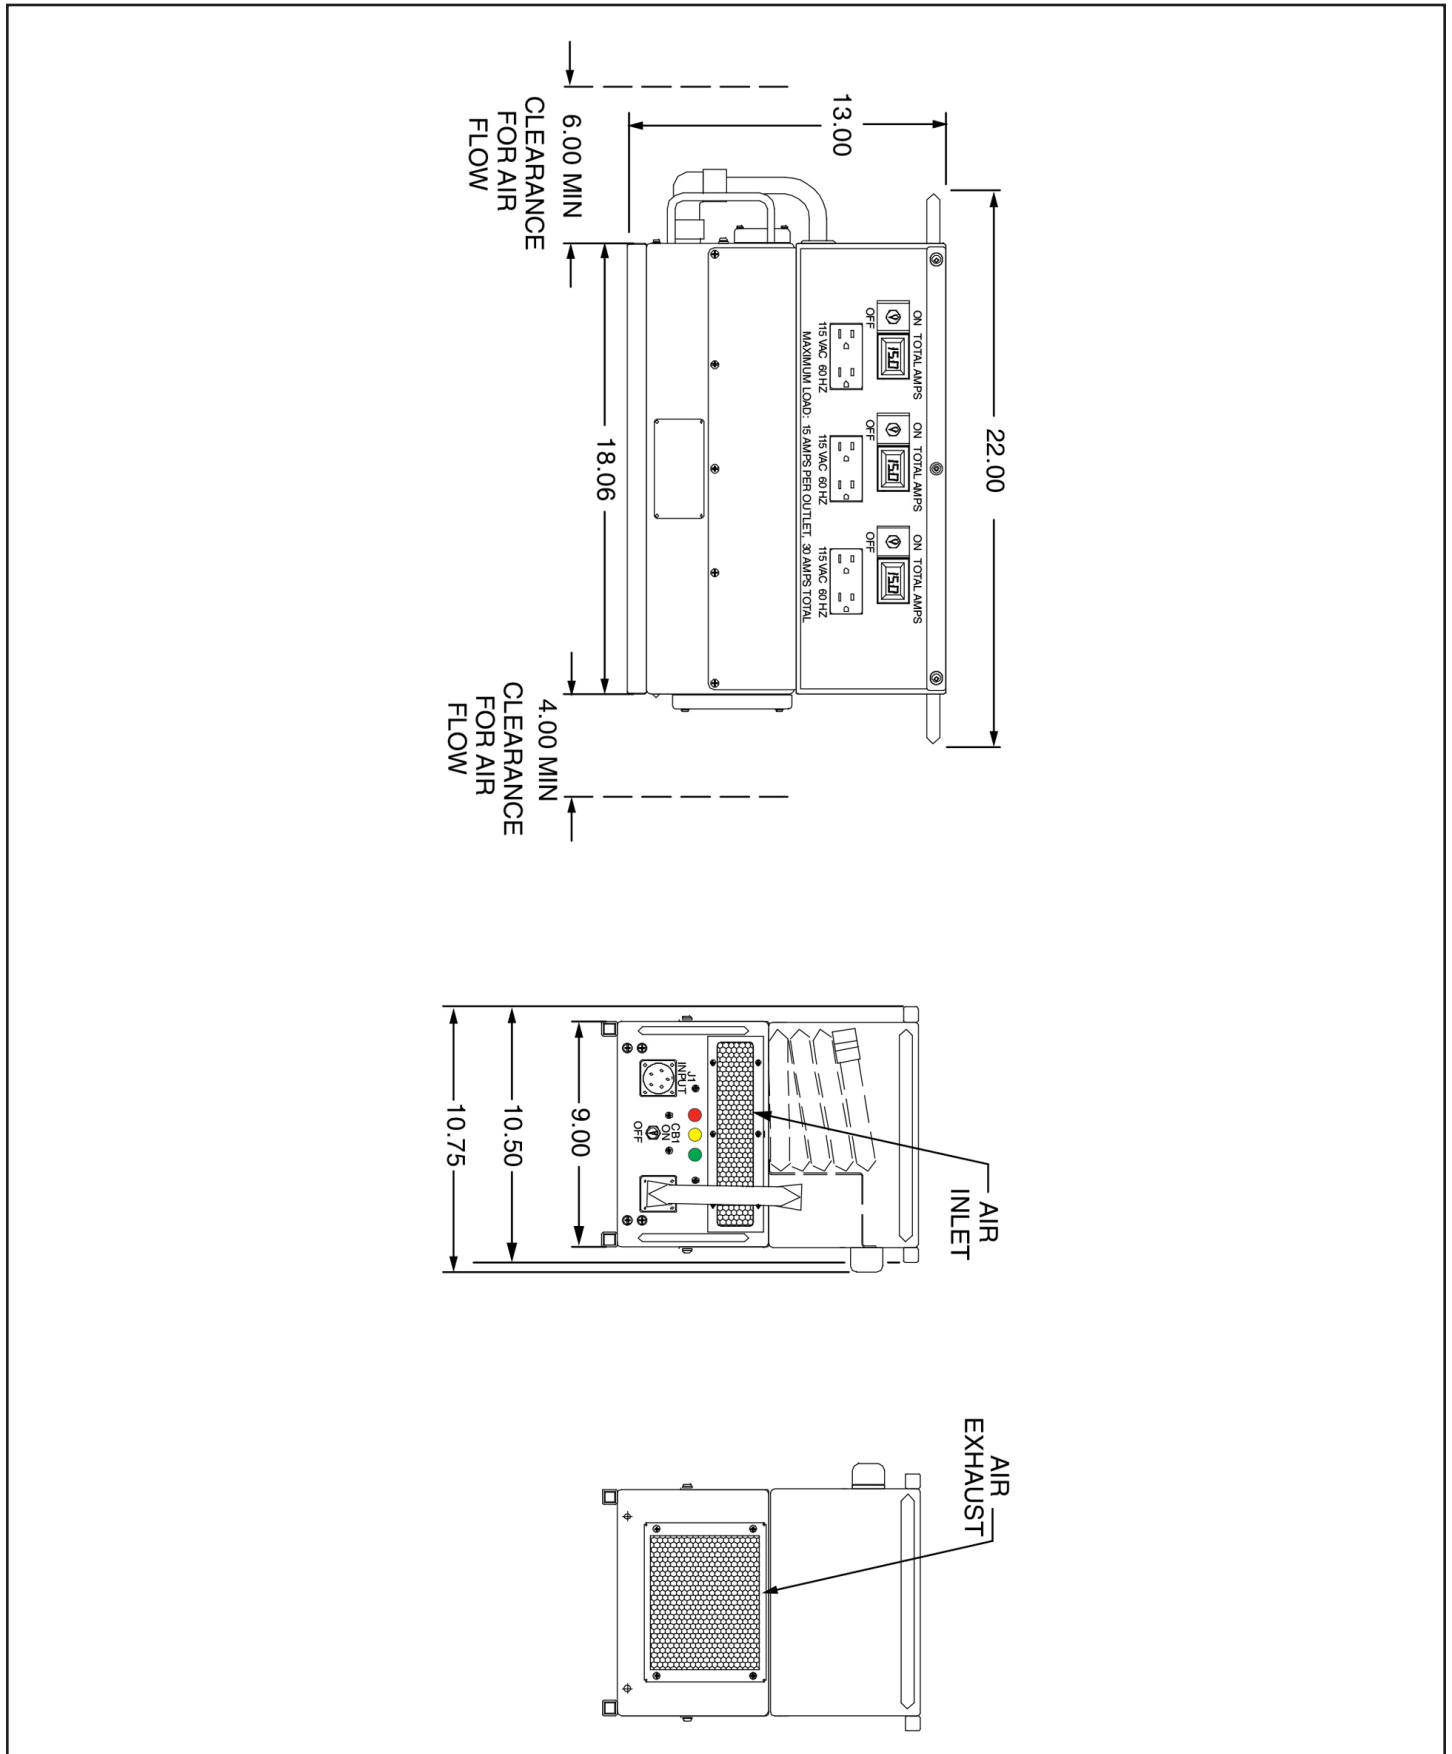 22.00
13.00
ON TOTAL AMPS
15.0
OFF
115 VAC 60 HZ
ON TOTAL AMPS
15.0
OFF
115 VAC 60 HZ
ON TOTAL AMPS
15.0
OFF
115 VAC 60 HZ
MAXIMUM LOAD: 15 AMPS PER OUTLET, 30 AMPS TOTAL
18.06
6.00 MIN
CLEARANCE
FOR AIR
FLOW
4.00 MIN
CLEARANCE
FOR AIR
FLOW
AIR
INLET
J1
INPUT
CB1
ON
OFF
9.00
10.50
10.75
AIR
EXHAUST